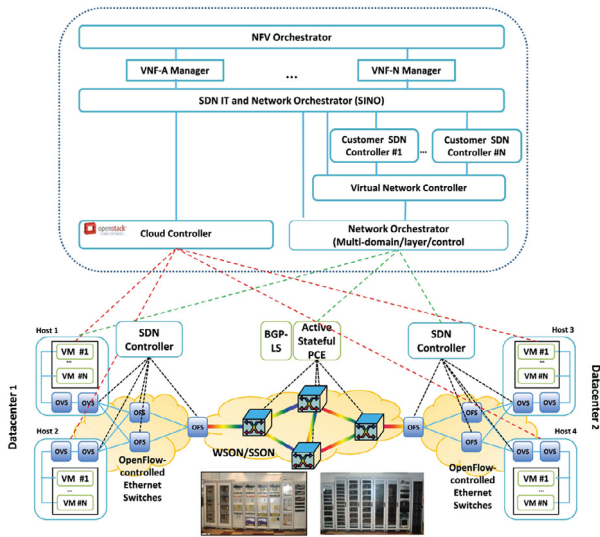 NFV Orchestrator
VNF-A Manager
...
VNF-N Manager
SDN IT and Network Orchestrator (SINO)
Customer SDN
Controller #1
...
Customer SDN
Controller #N
Virtual Network Controller
openstack
Cloud Controller
Network Orchestrator
(Multi-domain/layer/control
Host 1
VM #1
...
VM #N
OVS
OVS
SDN
Controller
BGP-
LS
Active
Stateful
PCE
SDN
Controller
Host 3
VM #1
...
VM #N
OVS
OVS
Datacenter 1
Datacenter 2
OFS
OFS
OFS
WSON/SSON
OFS
OFS
OFS
Host 2
OVS
OVS
VM #1
...
VM #N
OpenFlow-
controlled
Ethernet
Switches
OpenFlow-
controlled
Ethernet
Switches
Host 4
OVS
OVS
VM #1
...
VM #N